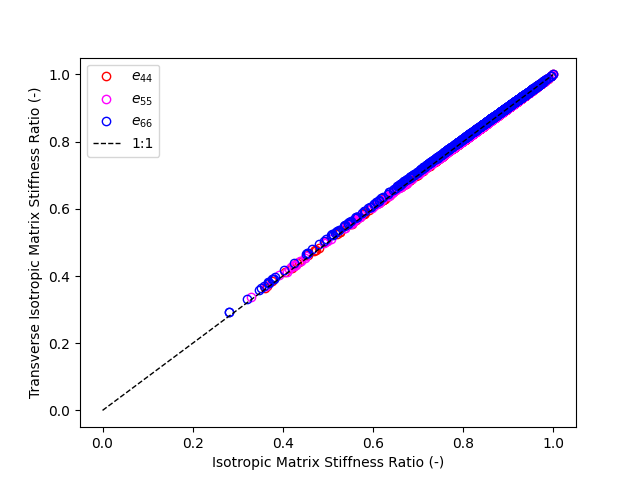 e44
e55
e66
1:1
1.0
0.8
0.6
0.4
0.2
0.0
Transverse Isotropic Matrix Stiffness Ratio (-)
0.0 0.2 0.4 0.6 0.8 1.0
Isotropic Matrix Stiffness Ratio (-)